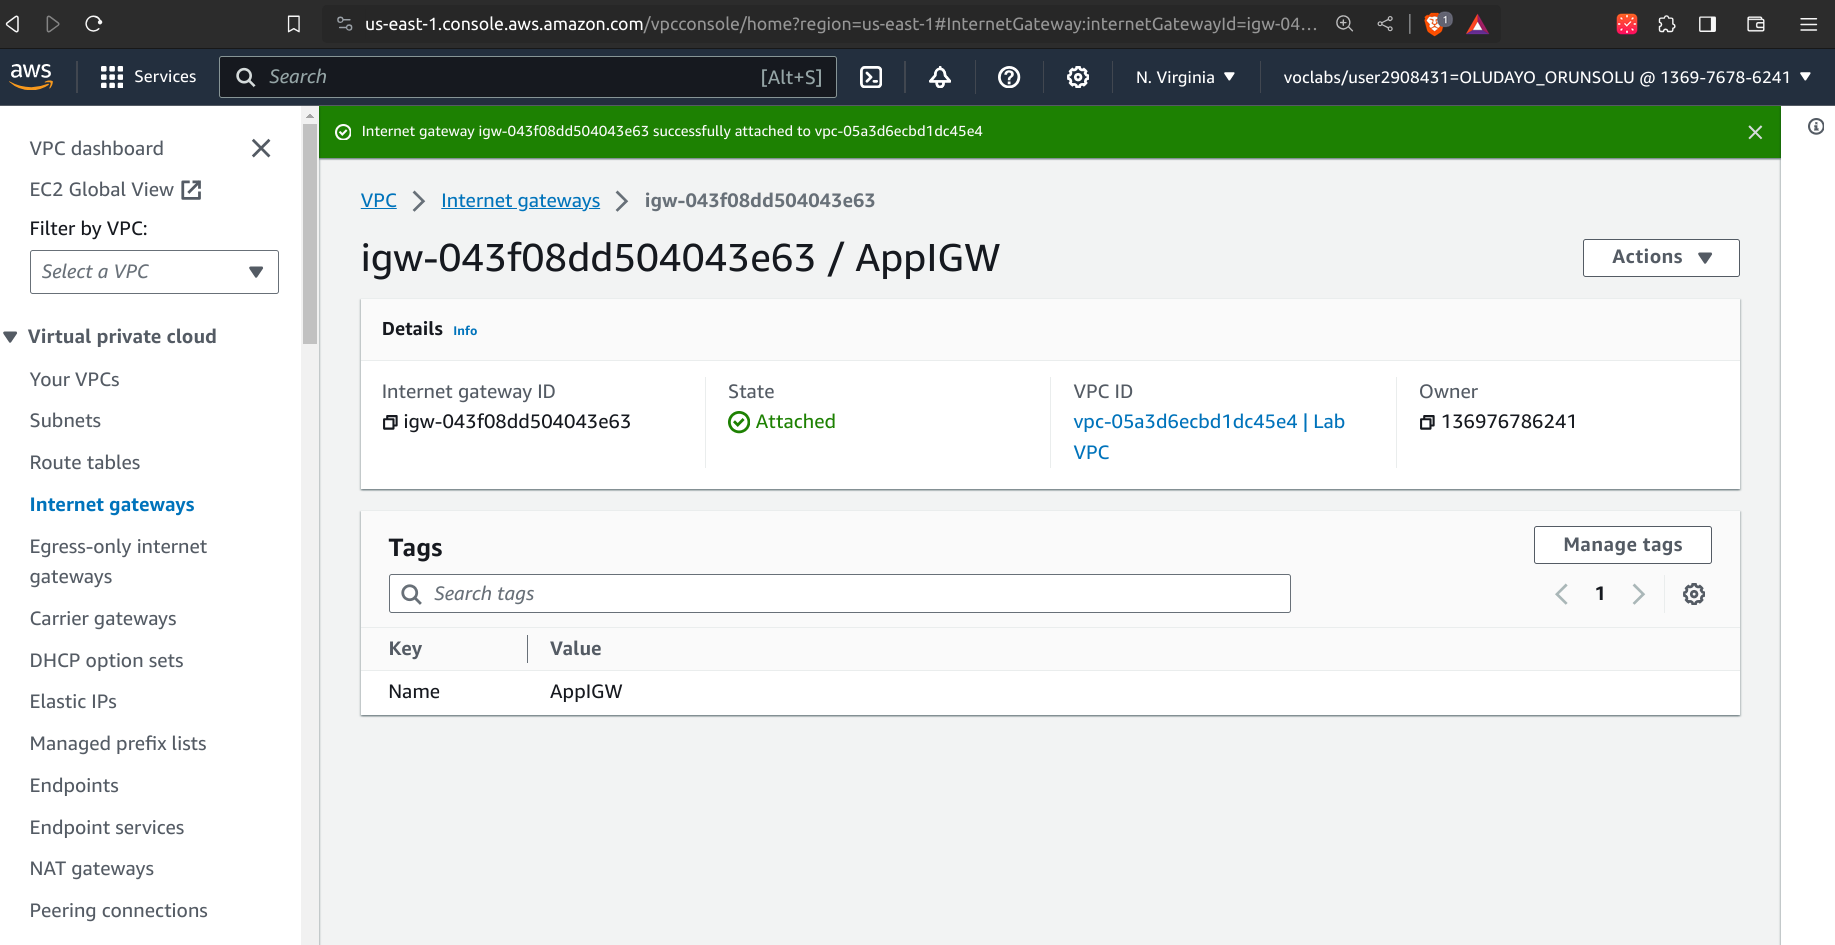 us-east-1.console.aws.amazon.com/vpcconsole/home?region=us-east-1#InternetGateway:internetGatewayId=igw-04...
1
aws
Services
Search
[Alt+S]
N. Virginia
voclabs/user2908431=OLUDAYO_ORUNSOLU @ 1369-7678-6241
VPC dashboard
EC2 Global View
Filter by VPC:
Select a VPC
Virtual private cloud
Your VPCs
Subnets
Route tables
Internet gateways
Egress-only internet
gateways
Carrier gateways
DHCP option sets
Elastic IPs
Managed prefix lists
Endpoints
Endpoint services
NAT gateways
Peering connections
Internet gateway igw-043f08dd504043e63 successfully attached to vpc-05a3d6ecbd1dc45e4
VPC
Internet gateways
igw-043f08dd504043e63
igw-043f08dd504043e63 / AppIGW
Actions
Details Info
Internet gateway ID
igw-043f08dd504043e63
State
Attached
VPC ID
vpc-05a3d6ecbd1dc45e4 | Lab
VPC
Owner
136976786241
Tags
Manage tags
Search tags
1
Key
Value
Name
AppIGW